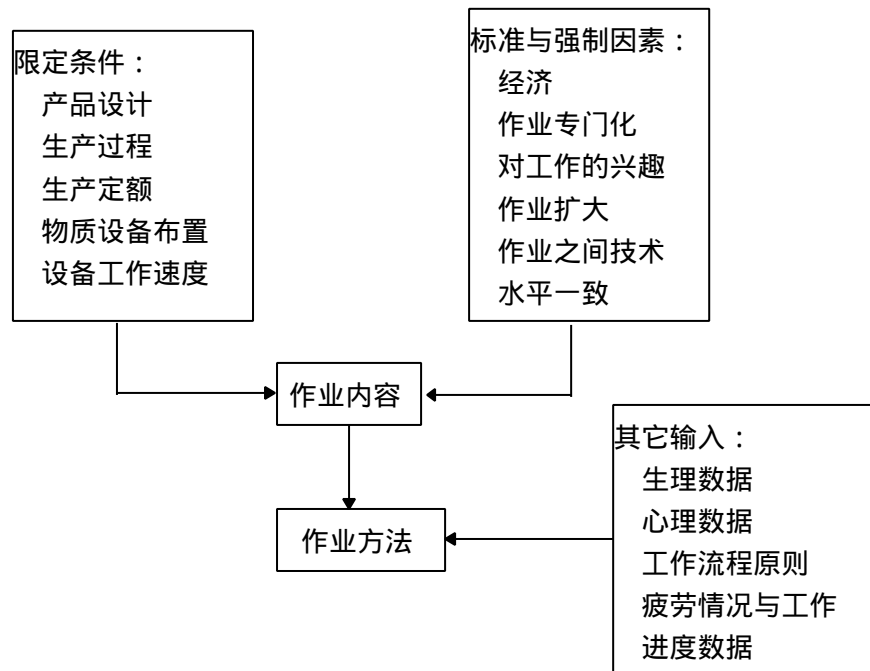 限定条件：
产品设计
生产过程
生产定额
物质设备布置
设备工作速度
标准与强制因素：
经济
作业专门化
对工作的兴趣
作业扩大
作业之间技术
水平一致
作业内容
作业方法
其它输入：
生理数据
心理数据
工作流程原则
疲劳情况与工作
进度数据